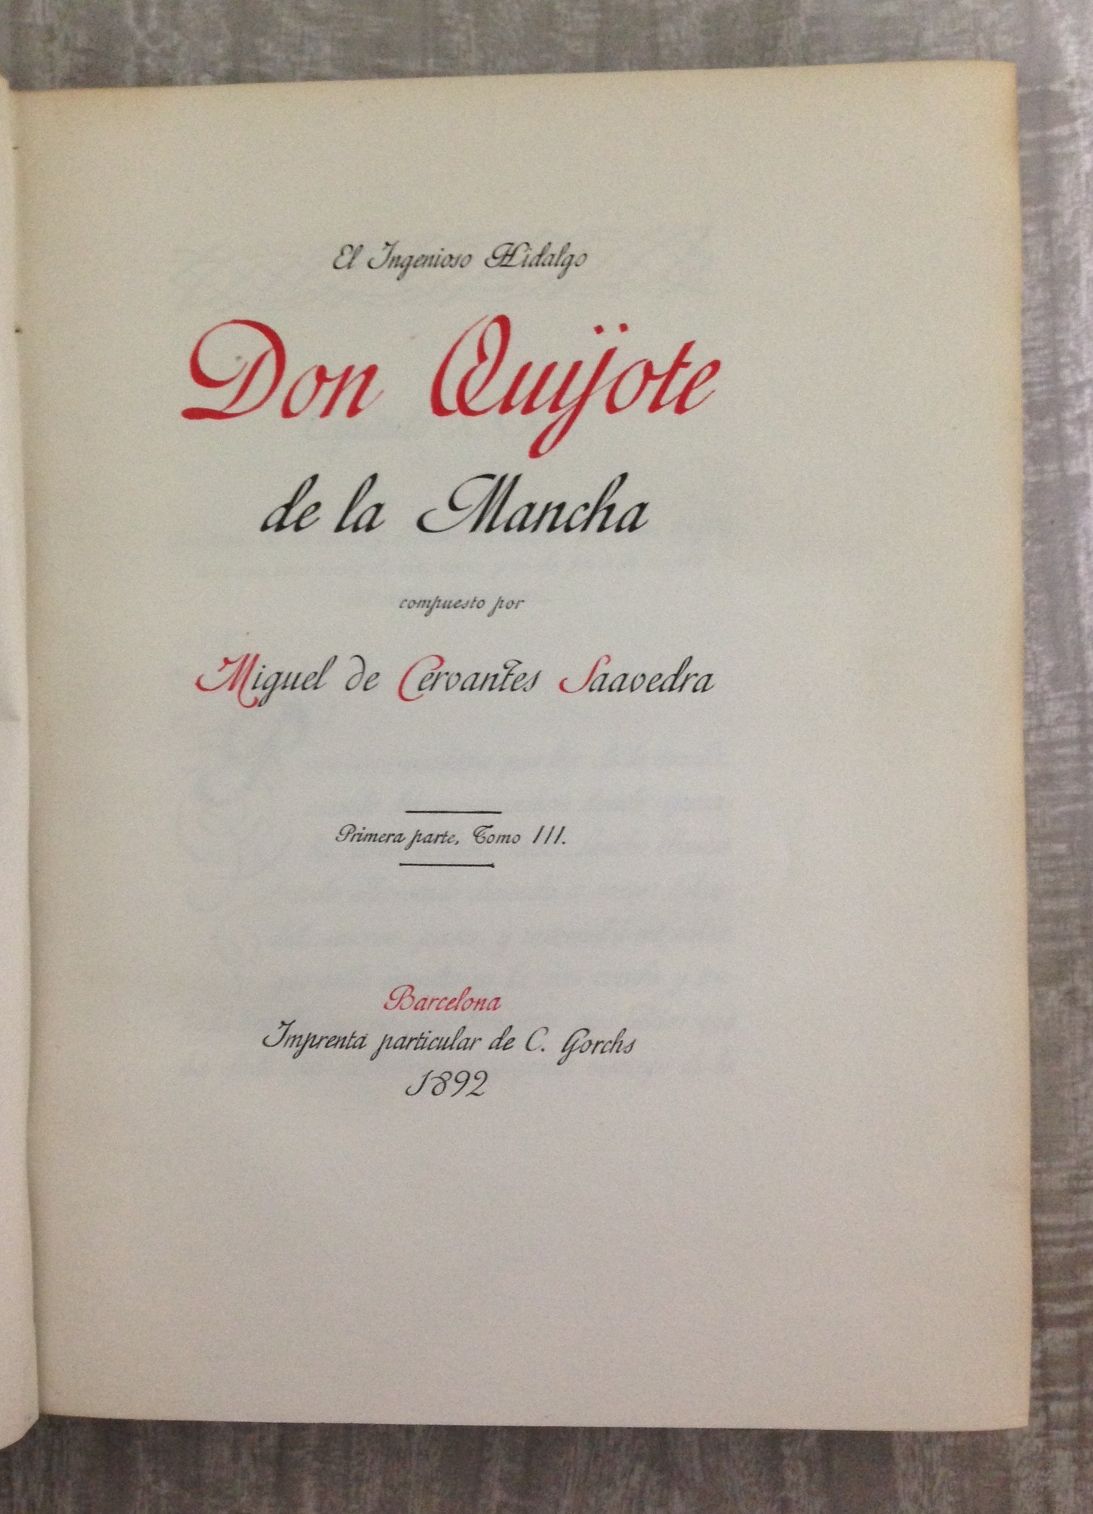 El Ingenioso Hidalgo
Don Quijote
de la Mancha
compuesto por
Miguel de Cervantes Saavedra
Primera parte, Tomo III.
Barcelona
Imprenta particular de C. Gorchs
1892